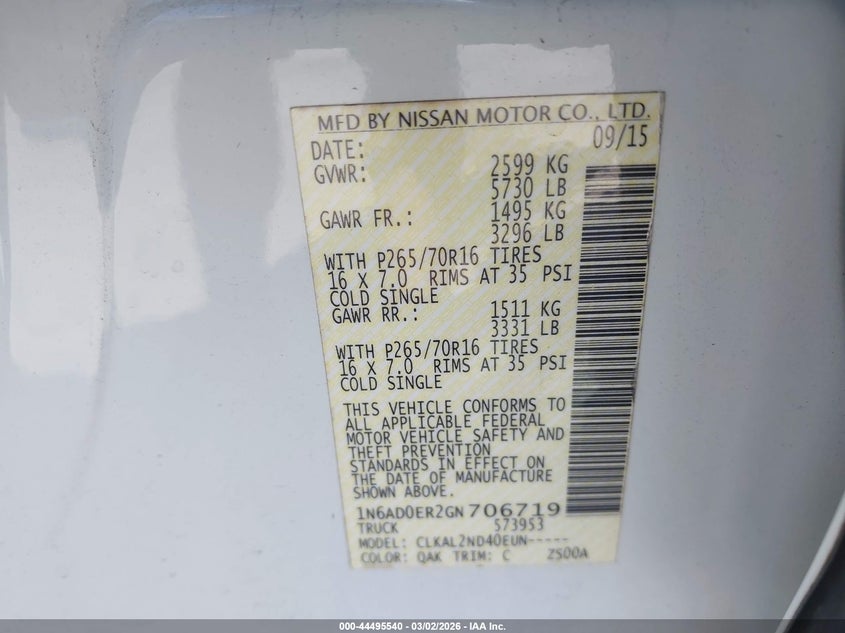 MFD BY NISSAN MOTOR CO., LTD.
DATE: 09/15
GVWR: 2599 KG
5730 LB
GAWR FR.: 1495 KG
3296 LB
WITH P265/70R16 TIRES
16 X 7.0 RIMS AT 35 PSI
COLD SINGLE
GAWR RR.: 1511 KG
3331 LB
WITH P265/70R16 TIRES
16 X 7.0 RIMS AT 35 PSI
COLD SINGLE
THIS VEHICLE CONFORMS TO
ALL APPLICABLE FEDERAL
MOTOR VEHICLE SAFETY AND
THEFT PREVENTION
STANDARDS IN EFFECT ON
THE DATE OF MANUFACTURE
SHOWN ABOVE.
1N6AD0ER2GN706719
TRUCK 573953
MODEL: CLKAL2ND40EUN-----
COLOR: QAK TRIM: C ZS00A
000-44495540 - 03/02/2026 - IAA Inc.